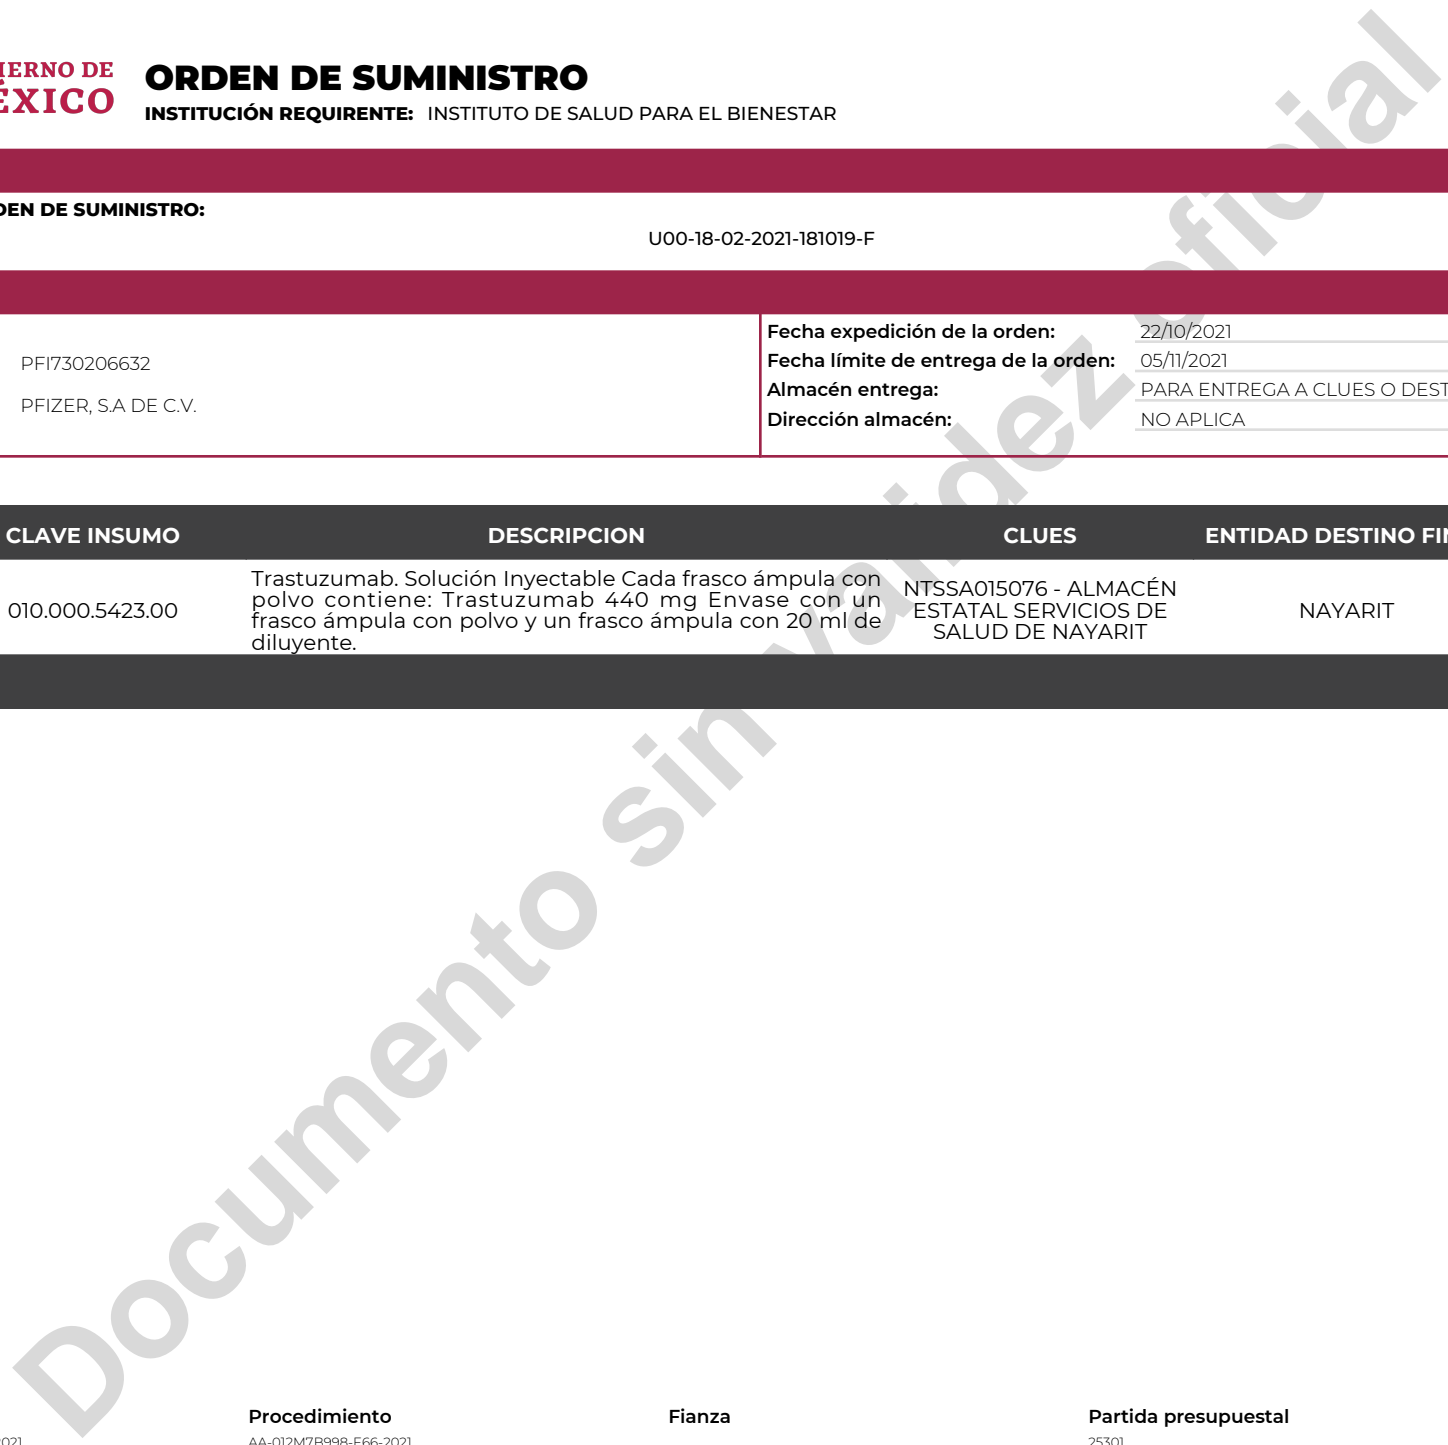 ORDEN DE SUMINISTRO
INSTITUCIÓN REQUIRENTE: INSTITUTO DE SALUD PARA EL BIENESTAR
DE
DE SUMINISTRO:
U00-18-02-2021-181019-F
PFI730206632
PFIZER, S.A DE C.V.
Fecha expedición de la orden: 22/10/2021
Fecha límite de entrega de la orden: 05/11/2021
Almacén entrega: PARA ENTREGA A CLUES O
Dirección almacén: NO APLICA
CLAVE INSUMO DESCRIPCION CLUES ENTIDAD DESTINO
010.000.5423.00
Trastuzumab. Solución Inyectable Cada frasco ámpula con
polvo contiene: Trastuzumab 440 mg Envase con un
frasco ámpula con polvo y un frasco ámpula con 20 ml de
diluyente.
NTSSA015076 - ALMACÉN
ESTATAL SERVICIOS DE
SALUD DE NAYARIT
NAYARIT
Documento sin validez oficial
Procedimiento Fianza Partida presupuestal
AA-012M7B998-E66-2021 25301